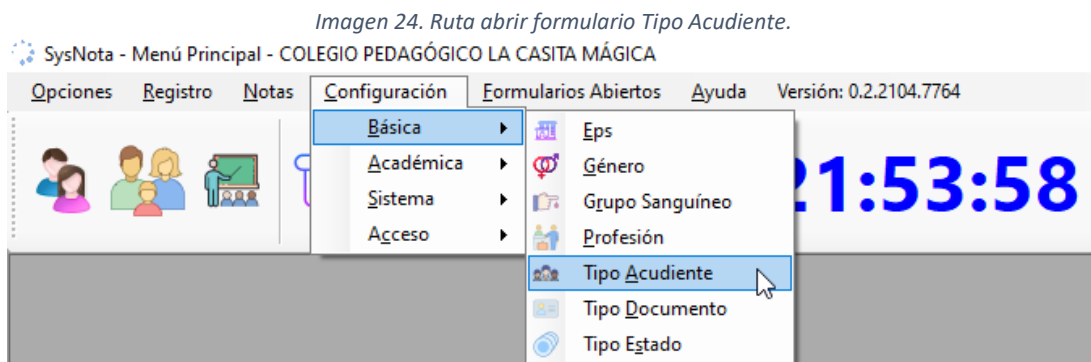 Imagen 24. Ruta abrir formulario Tipo Acudiente.
SysNota - Menú Principal - COLEGIO PEDAGÓGICO LA CASITA MÁGICA
Opciones Registro Notas Configuración Formularios Abiertos Ayuda Versión: 0.2.2104.7764
Básica
Académica
Sistema
Acceso
Eps
Género
Grupo Sanguíneo
Profesión
Tipo Acudiente
Tipo Documento
Tipo Estado
21:53:58